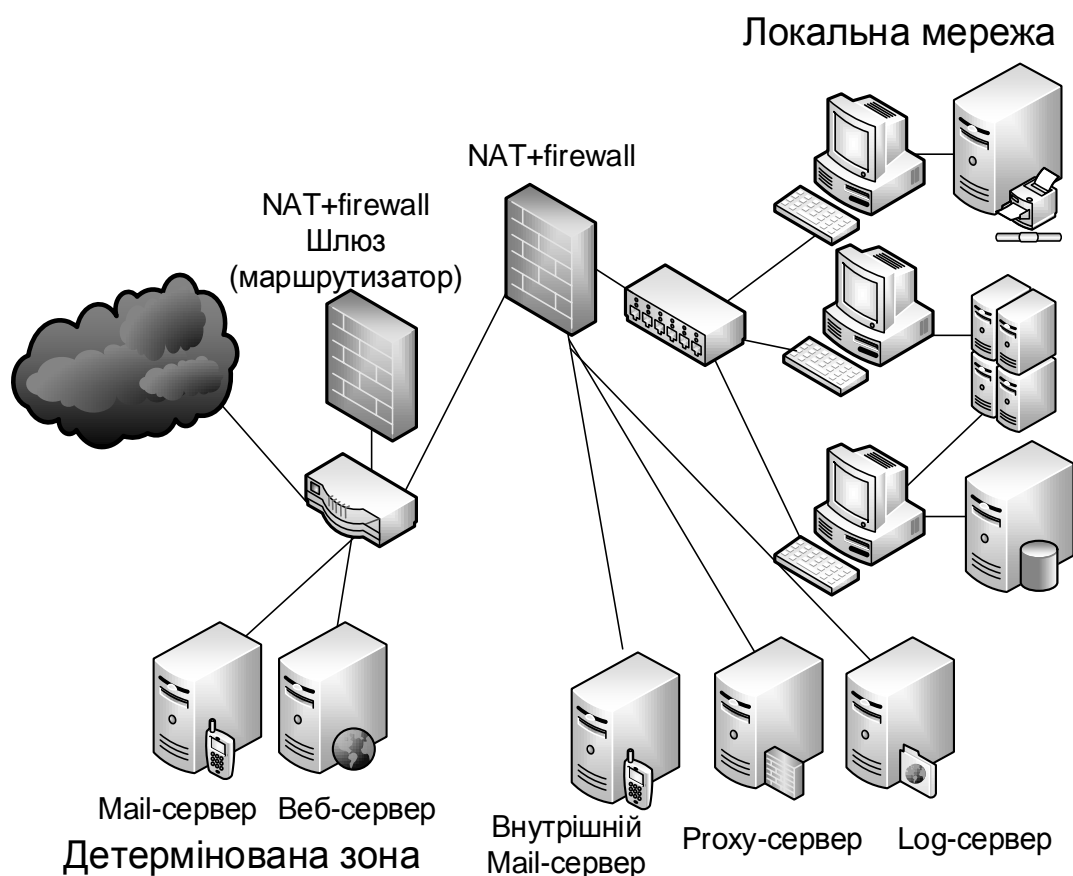 Локальна мережа
NAT+firewall
NAT+firewall
Шлюз
(маршрутизатор)
Mail-сервер
Веб-сервер
Детермінована зона
Внутрішній
Mail-сервер
Proxy-сервер
Log-сервер